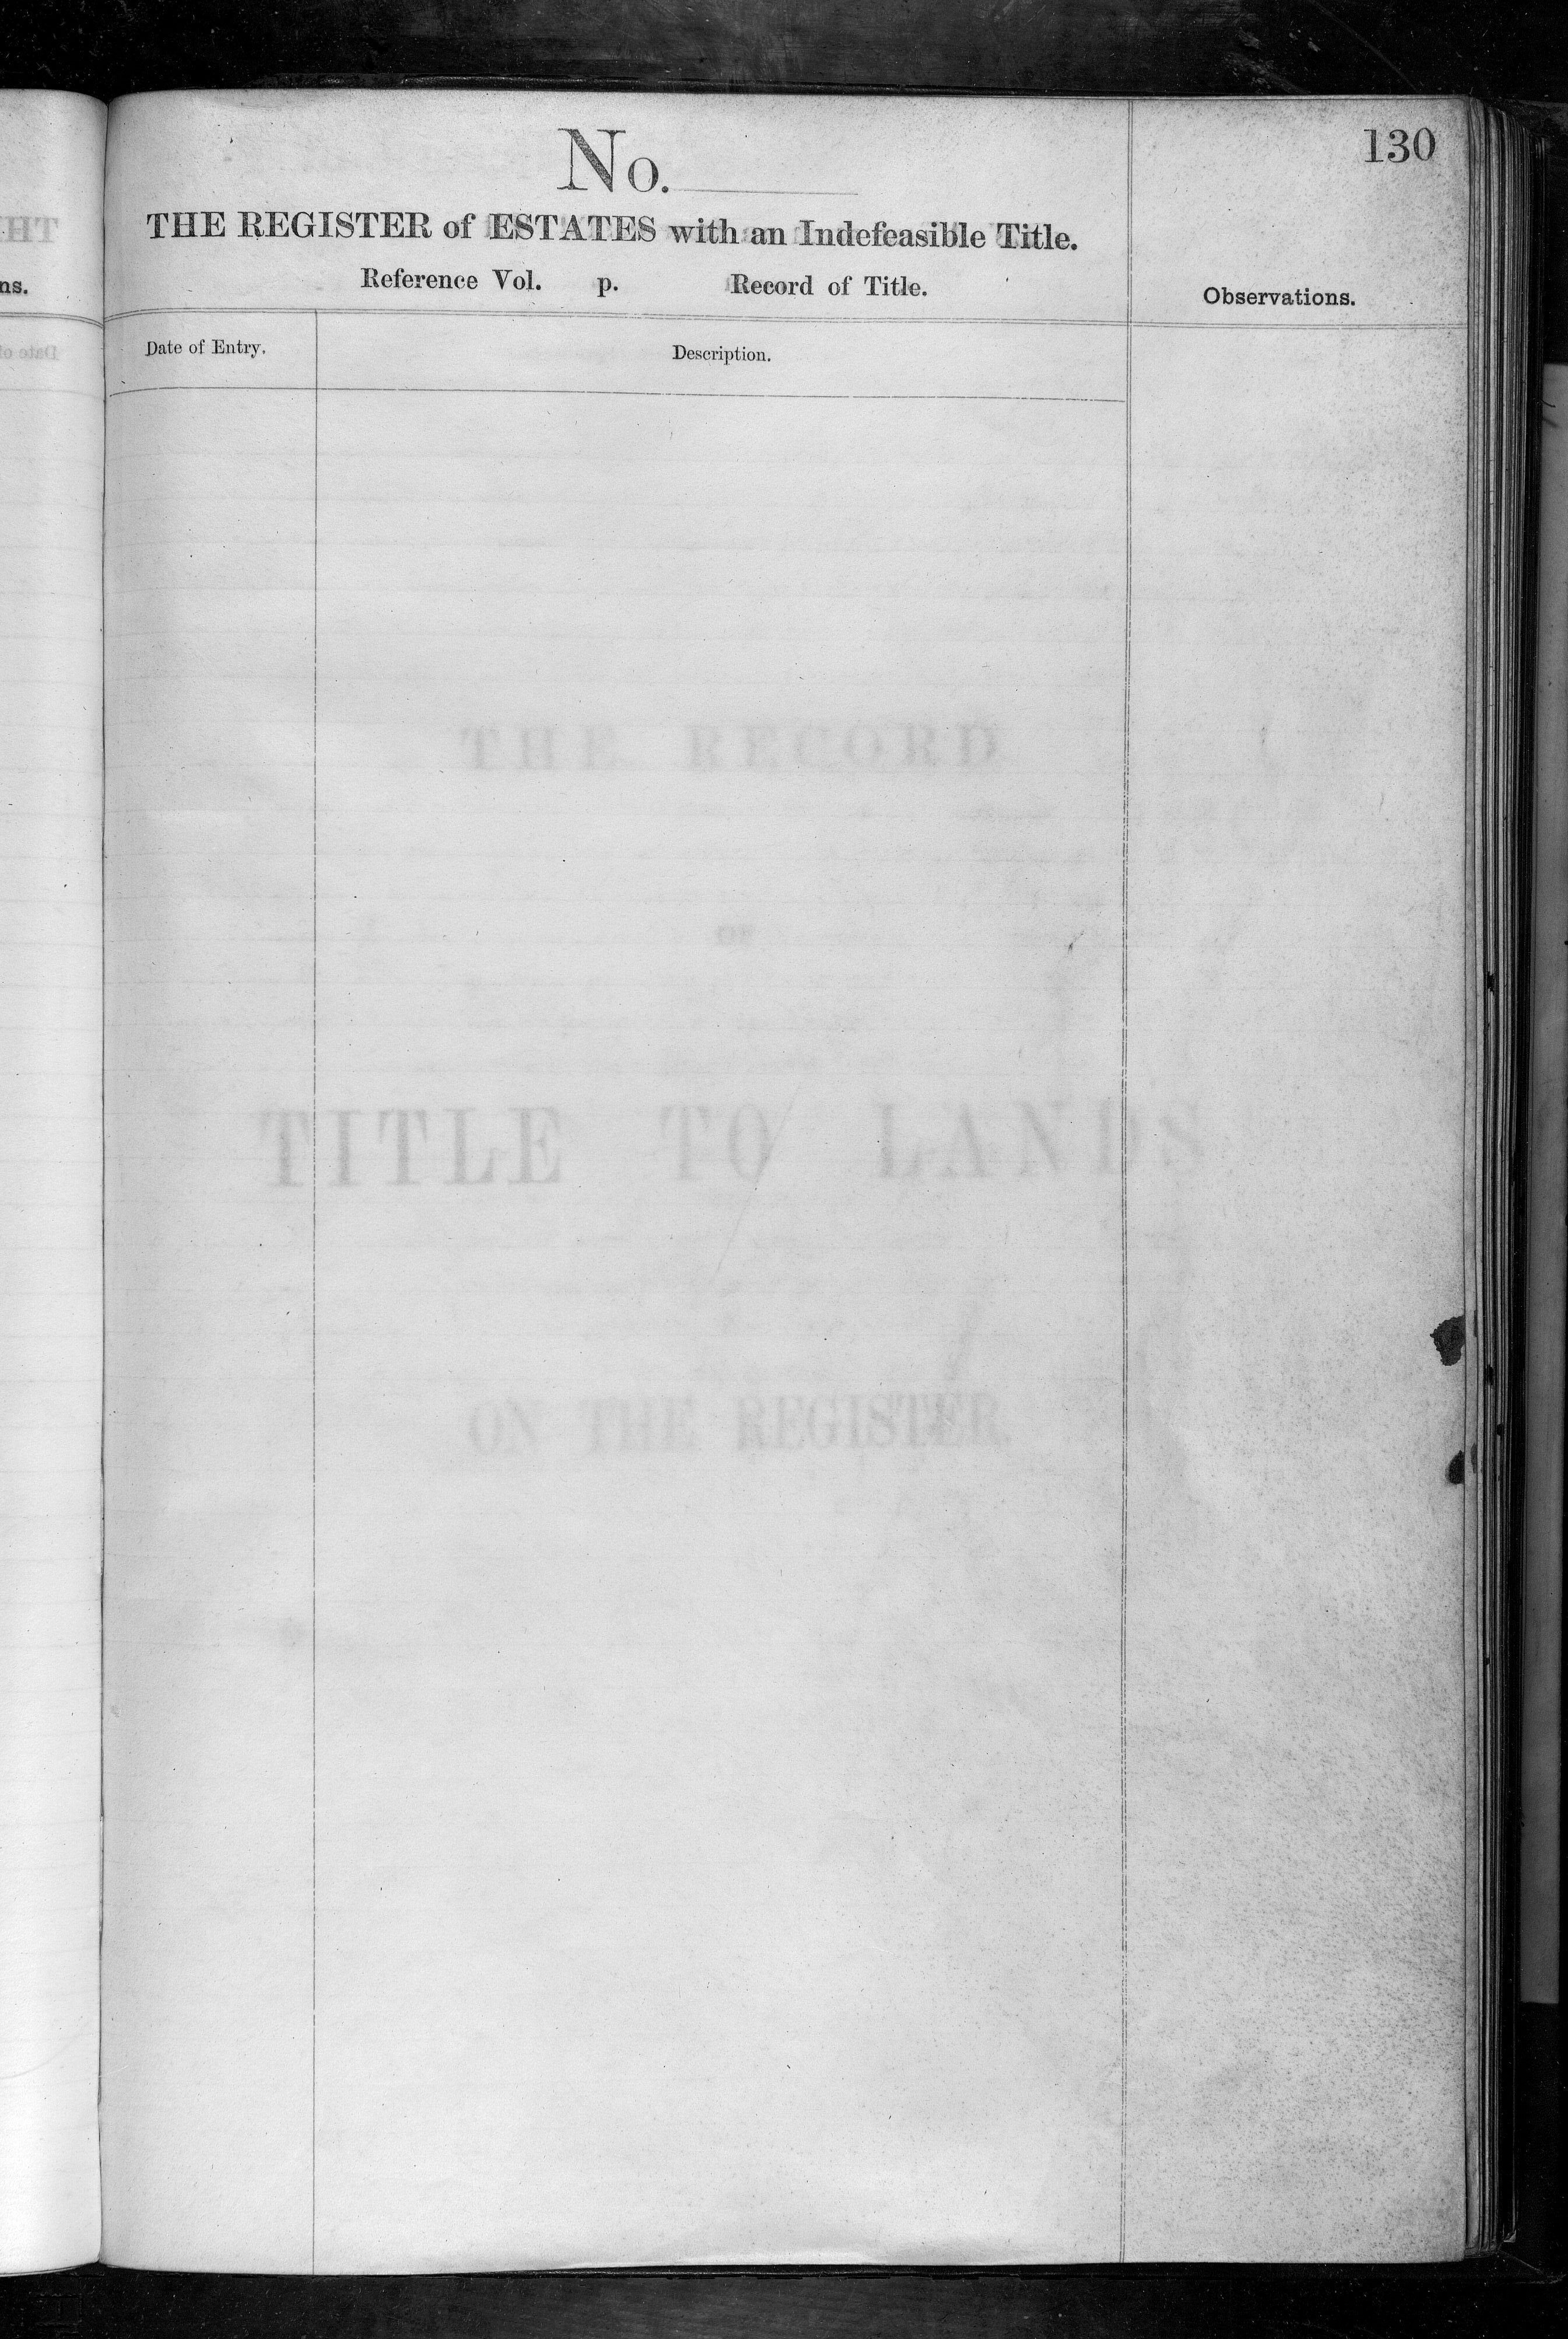 130
No.
THE REGISTER of ESTATES with an Indefeasible Title.
Reference Vol. p. Record of Title.
Observations.
Date of Entry.
Description.
THE RECORD
OF
TITLE TO LANDS
ON THE REGISTER.
ns.